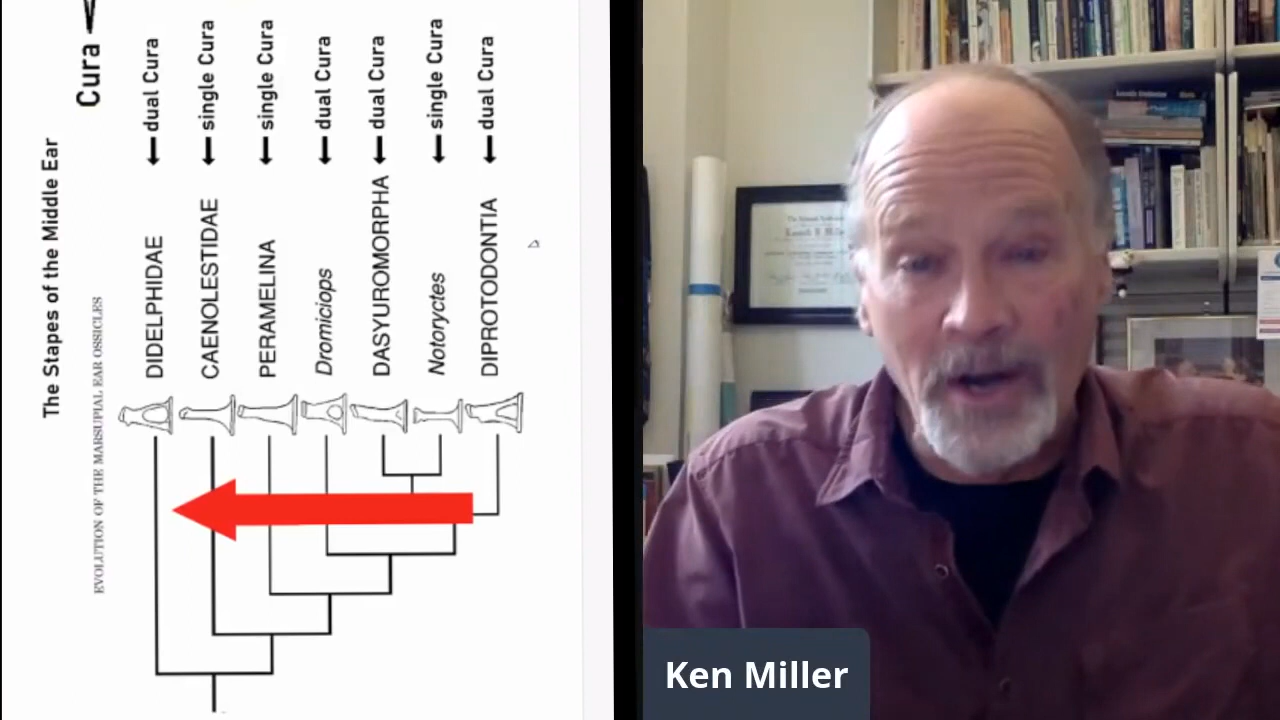 The Stapes of the Middle Ear
Cura
EVOLUTION OF THE MARSUPIAL EAR OSSICLES
DIDELPHIDAE
dual Cura
CAENOLESTIDAE
single Cura
PERAMELINA
single Cura
Dromiciops
dual Cura
DASYUROMORPHA
dual Cura
Notoryctes
single Cura
DIPROTODONTIA
dual Cura
Ken Miller